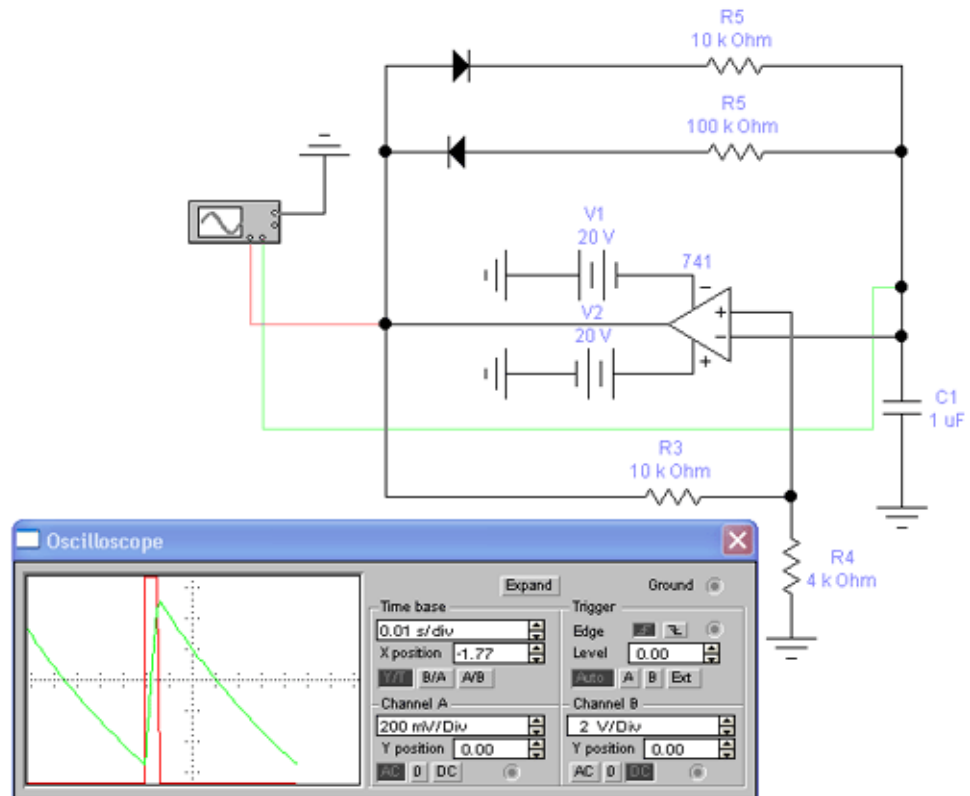 R5
10 k Ohm
R5
100 k Ohm
V1
20 V
741
−
+
−
V2
20 V
+
C1
1 uF
R3
10 k Ohm
R4
4 k Ohm
Oscilloscope
Expand
Ground
Time base
Trigger
0.01 s/div
Edge
X position -1.77
Level 0.00
Y/T B/A A/B
Auto A B Ext
Channel A
Channel B
200 mV/Div
2 V/Div
Y position 0.00
Y position 0.00
AC 0 DC
AC 0 DC